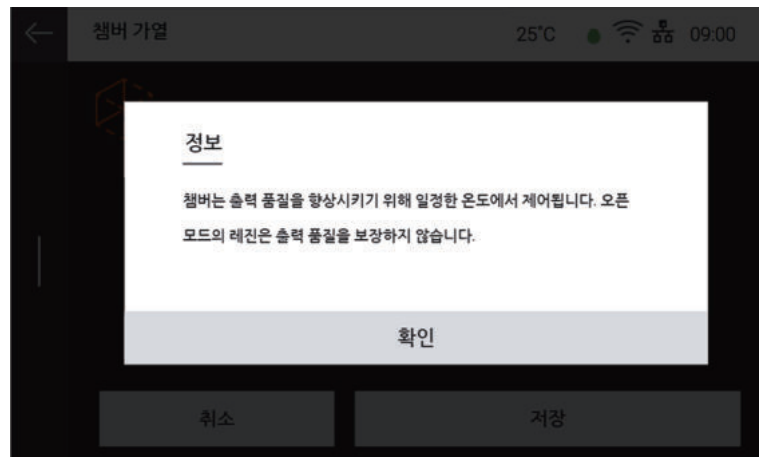 챔버 가열 25°C 09:00
정보
챔버는 출력 품질을 향상시키기 위해 일정한 온도에서 제어됩니다. 오픈
모드의 레진은 출력 품질을 보장하지 않습니다.
확인
취소 저장